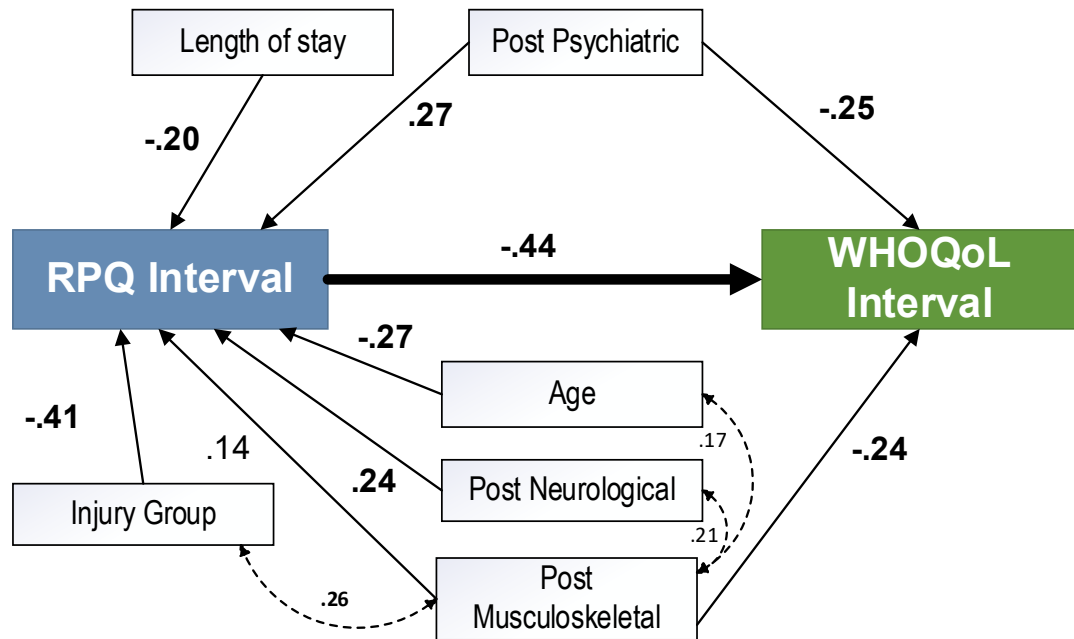 Length of stay
Post Psychiatric
-.20
.27
-.25
RPQ Interval
-.44
WHOQoL
Interval
-.27
Age
-.41
.14
.17
-.24
.24
Post Neurological
Injury Group
.21
.26
Post
Musculoskeletal